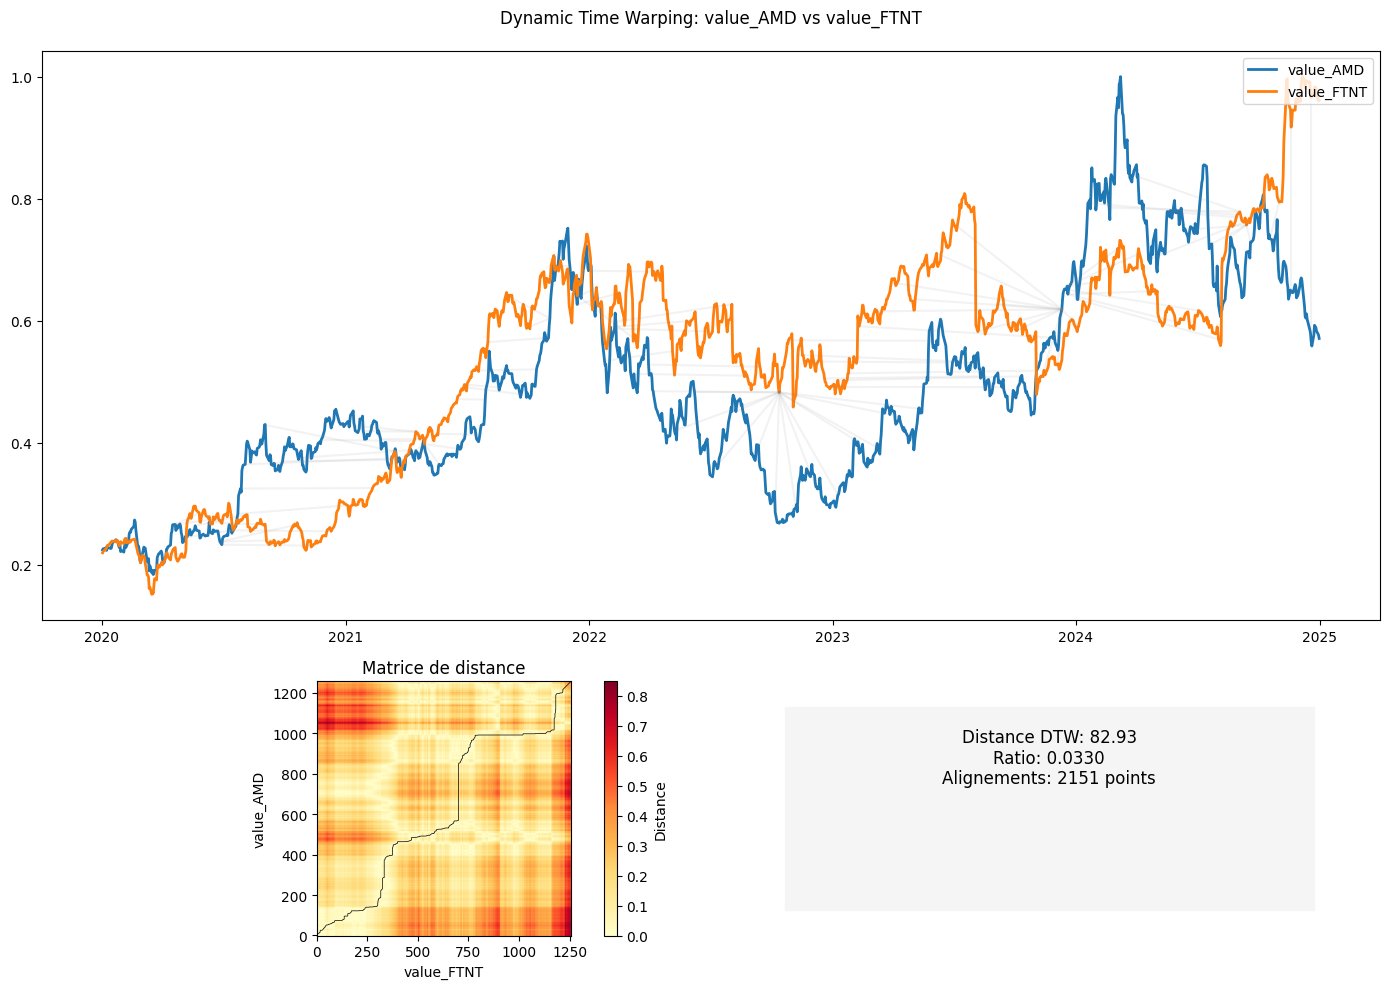 Dynamic Time Warping: value_AMD vs value_FTNT
1.0
0.8
0.6
0.4
0.2
value_AMD
value_FTNT
2020 2021 2022 2023 2024 2025
Matrice de distance
value_AMD
1200
1000
800
600
400
200
0
0 250 500 750 1000 1250
value_FTNT
0.8
0.7
0.6
0.5
0.4
0.3
0.2
0.1
0.0
Distance
Distance DTW: 82.93
Ratio: 0.0330
Alignements: 2151 points